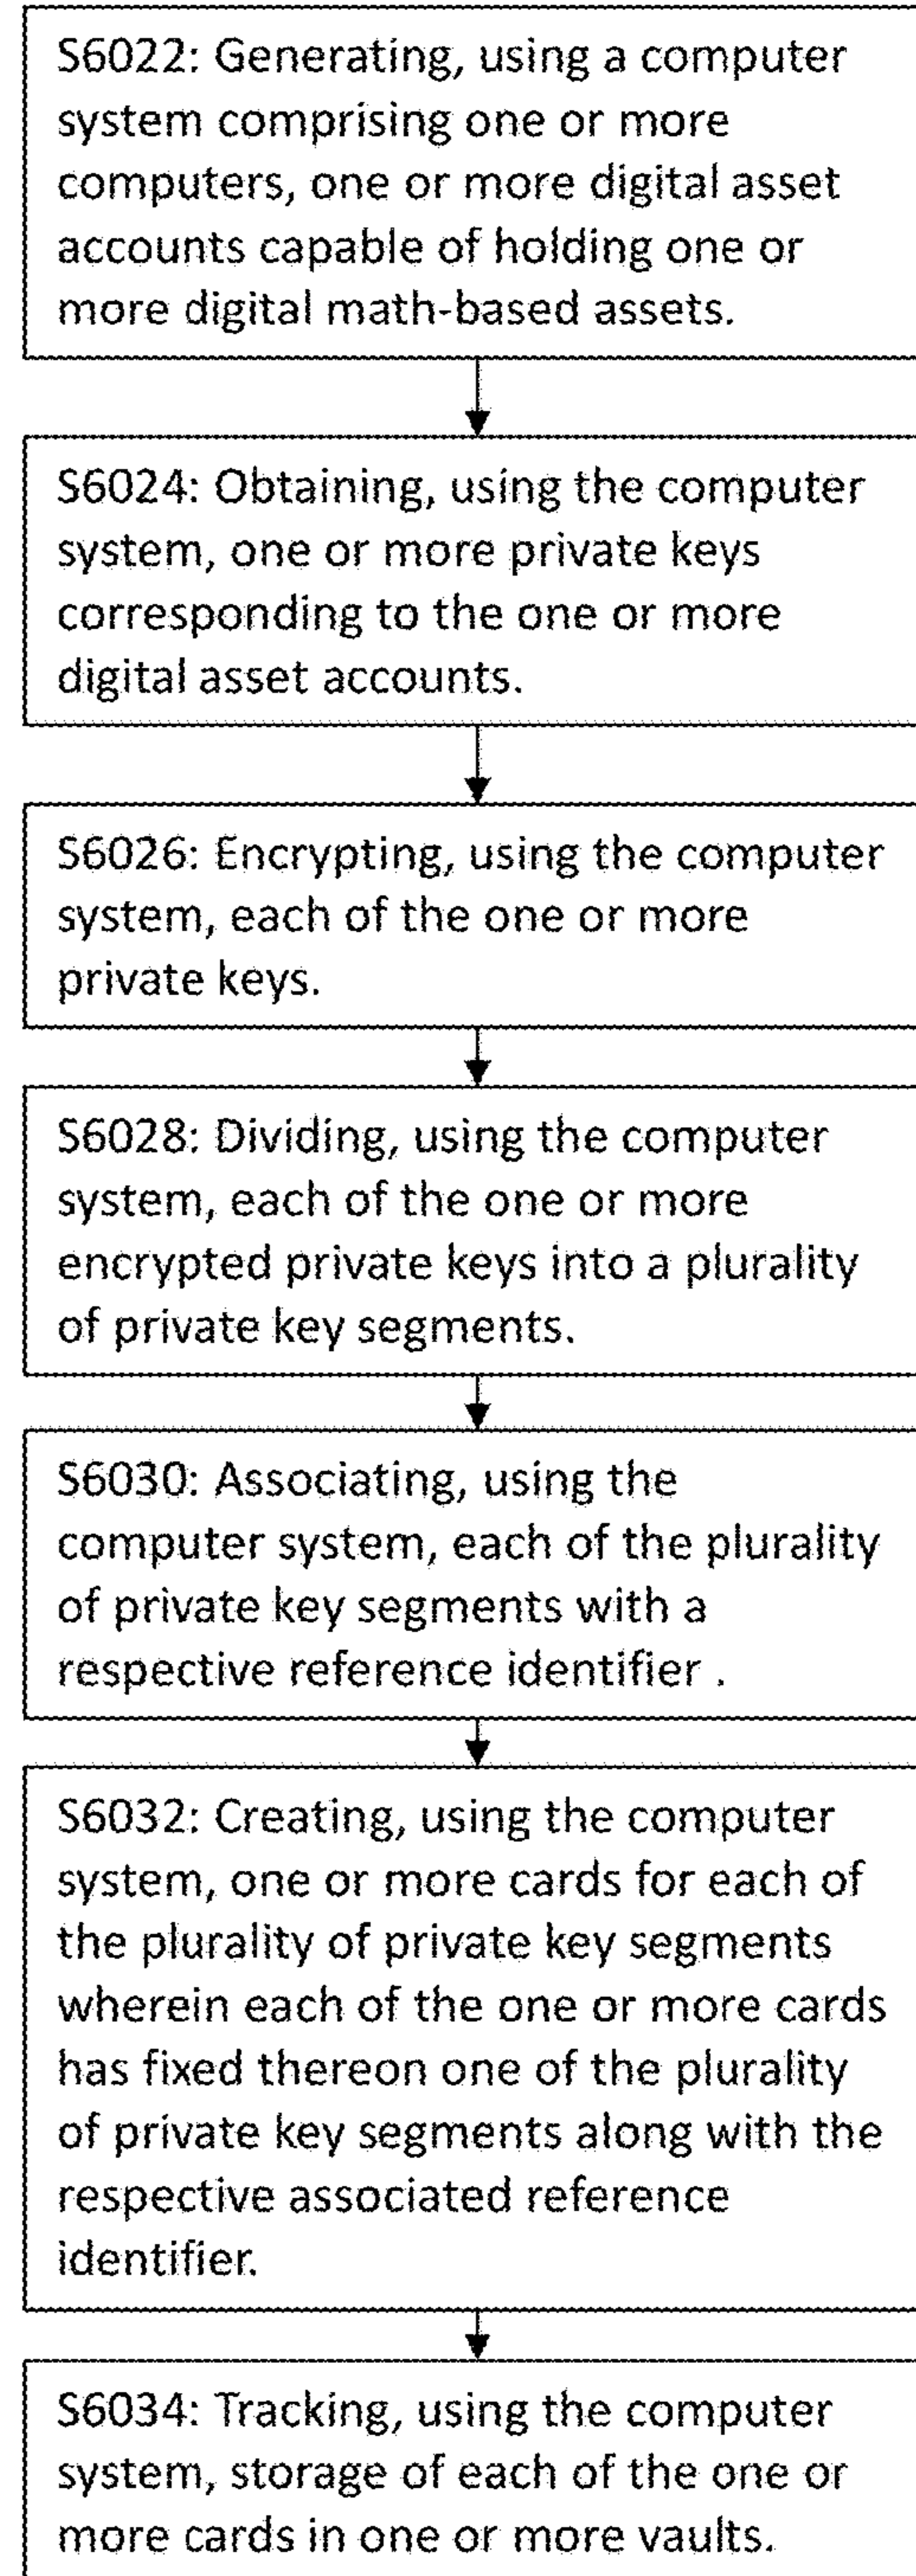 S6022: Generating, using a computer
system comprising one or more
computers, one or more digital asset
accounts capable of holding one or
more digital math-based assets.
S6024: Obtaining, using the computer
system, one or more private keys
corresponding to the one or more
digital asset accounts.
S6026: Encrypting, using the computer
system, each of the one or more
private keys.
S6028: Dividing, using the computer
system, each of the one or more
encrypted private keys into a plurality
of private key segments.
S6030: Associating, using the
computer system, each of the plurality
of private key segments with a
respective reference identifier .
S6032: Creating, using the computer
system, one or more cards for each of
the plurality of private key segments
wherein each of the one or more cards
has fixed thereon one of the plurality
of private key segments along with the
respective associated reference
identifier.
S6034: Tracking, using the computer
system, storage of each of the one or
more cards in one or more vaults.